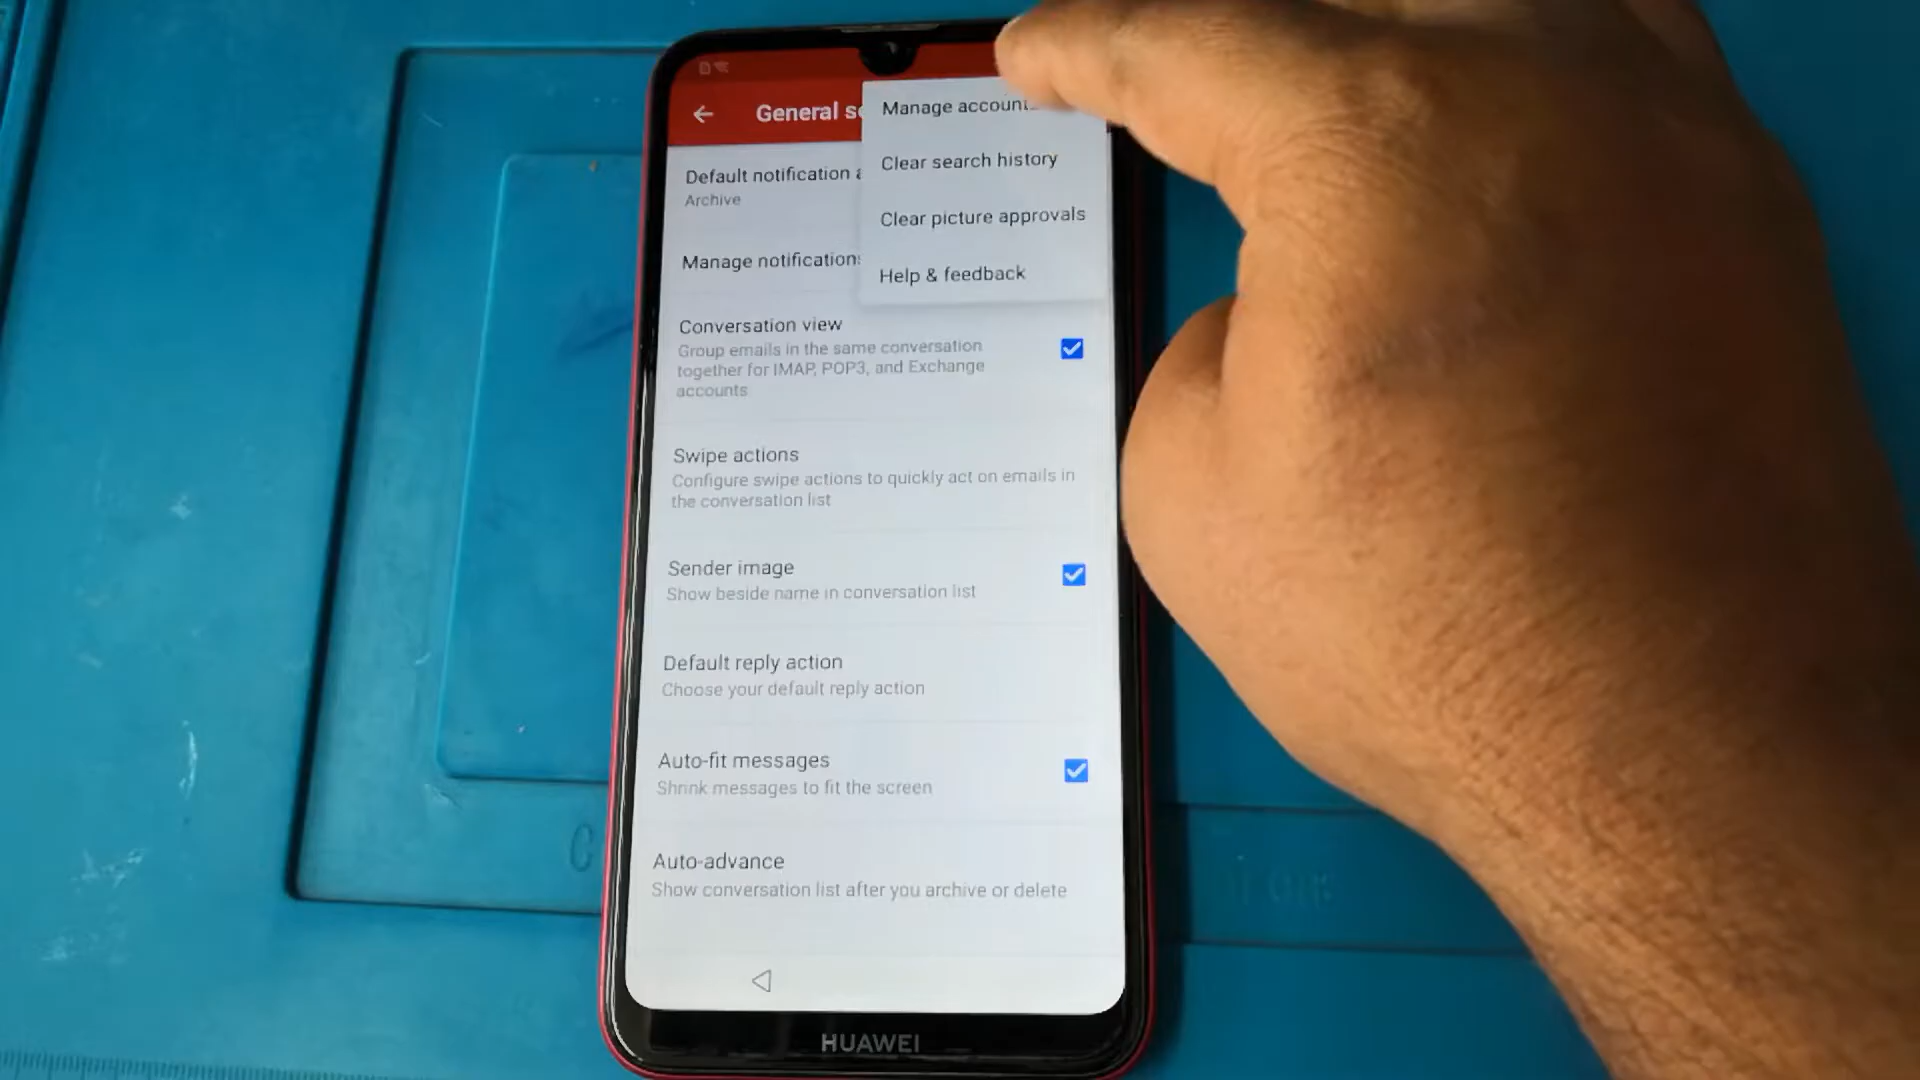 General s
Manage account
Clear search history
Clear picture approvals
Help & feedback
Default notification
Archive
Manage notification
Conversation view
Group emails in the same conversation
together for IMAP, POP3, and Exchange
accounts
Swipe actions
Configure swipe actions to quickly act on emails in
the conversation list
Sender image
Show beside name in conversation list
Default reply action
Choose your default reply action
Auto-fit messages
Shrink messages to fit the screen
Auto-advance
Show conversation list after you archive or delete
HUAWEI